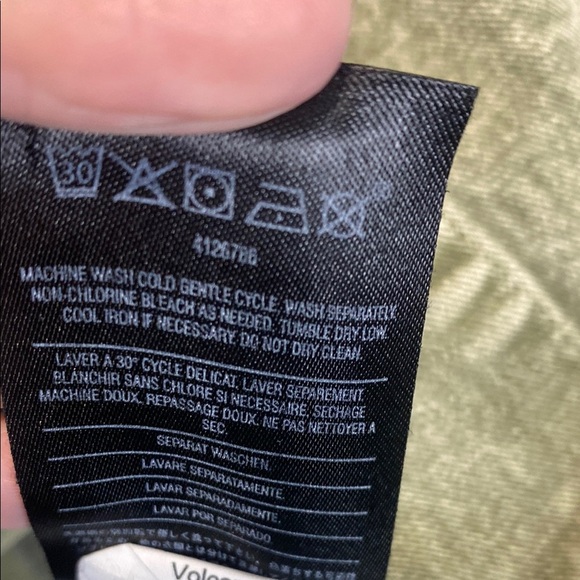 30
412678B
MACHINE WASH COLD GENTLE CYCLE. WASH SEPARATELY.
NON-CHLORINE BLEACH AS NEEDED. TUMBLE DRY LOW.
COOL IRON IF NECESSARY. DO NOT DRY CLEAN.
LAVER A 30° CYCLE DELICAT. LAVER SEPAREMENT.
BLANCHIR SANS CHLORE SI NECESSAIRE. SECHAGE
MACHINE DOUX. REPASSAGE DOUX. NE PAS NETTOYER A
SEC.
SEPARAT WASCHEN.
LAVARE SEPARATAMENTE.
LAVAR SEPARADAMENTE.
LAVAR POR SEPARADO.